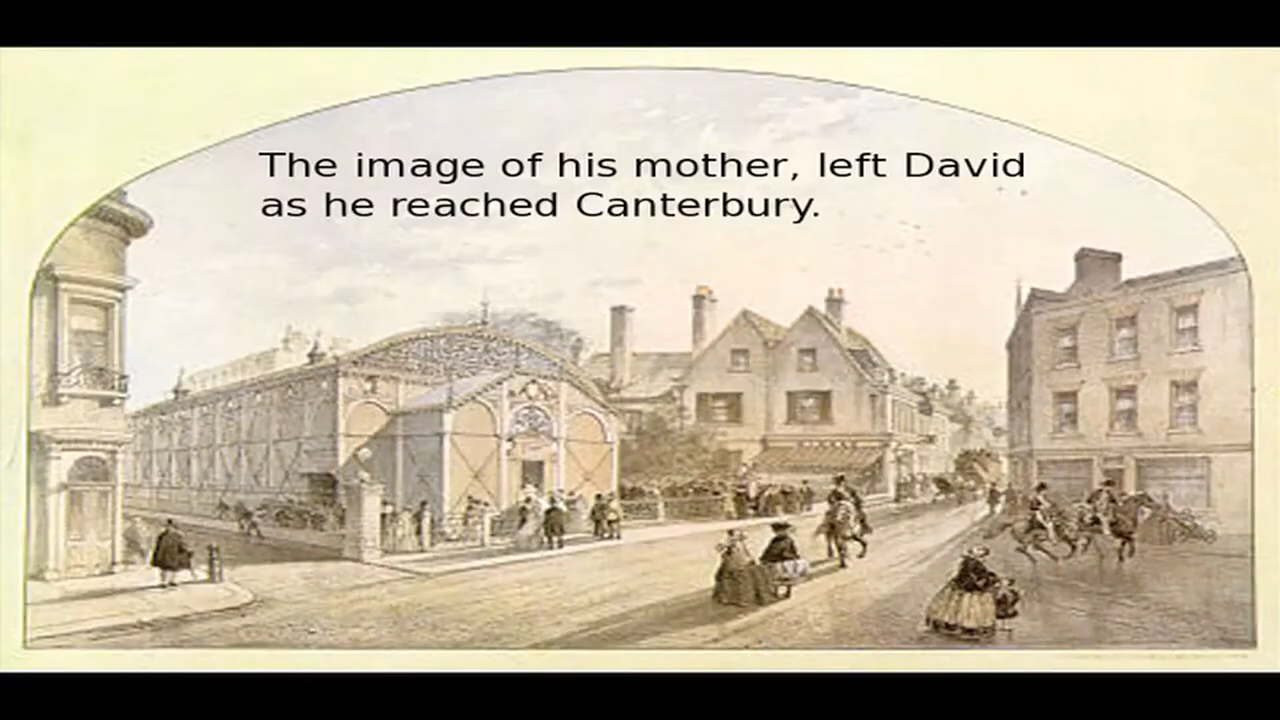 The image of his mother, left David
as he reached Canterbury.